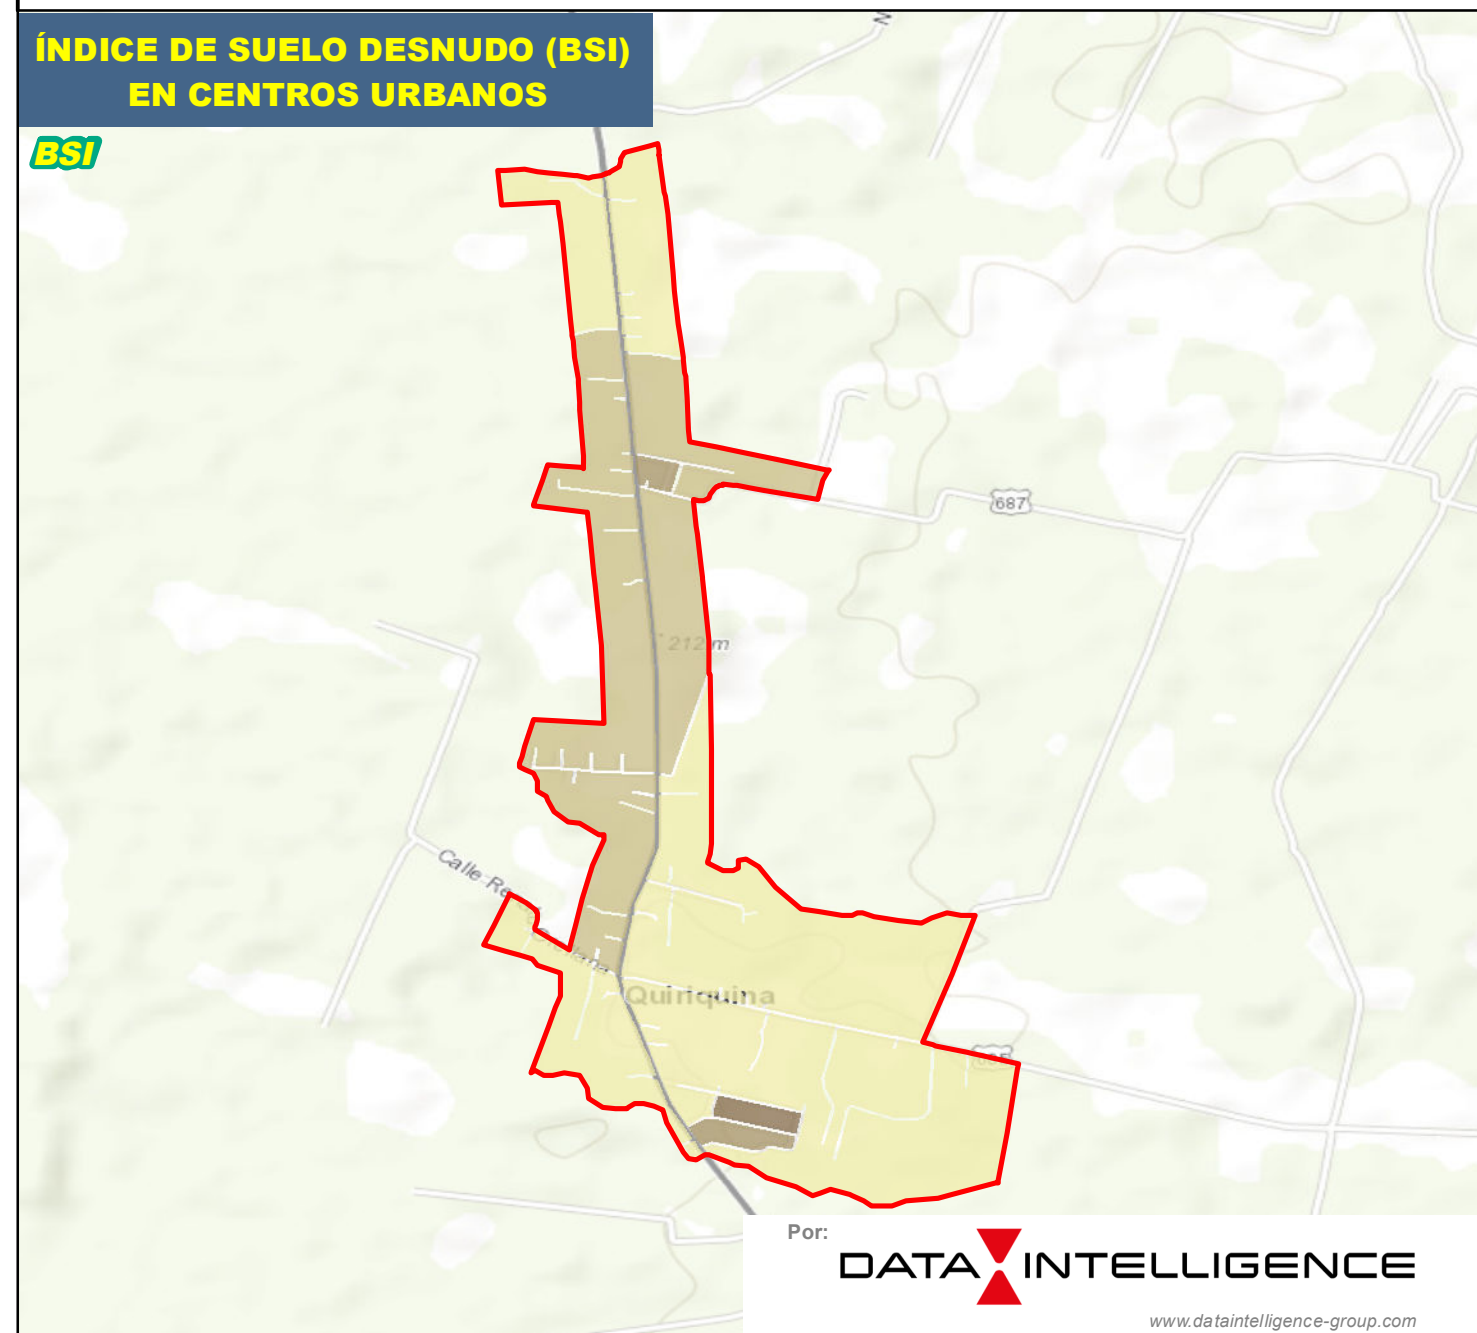 ÍNDICE DE SUELO DESNUDO (BSI)
EN CENTROS URBANOS
BSI
N
687
212 m
Calle
Quiriquina
Por:
DATA INTELLIGENCE
www.dataintelligence-group.com